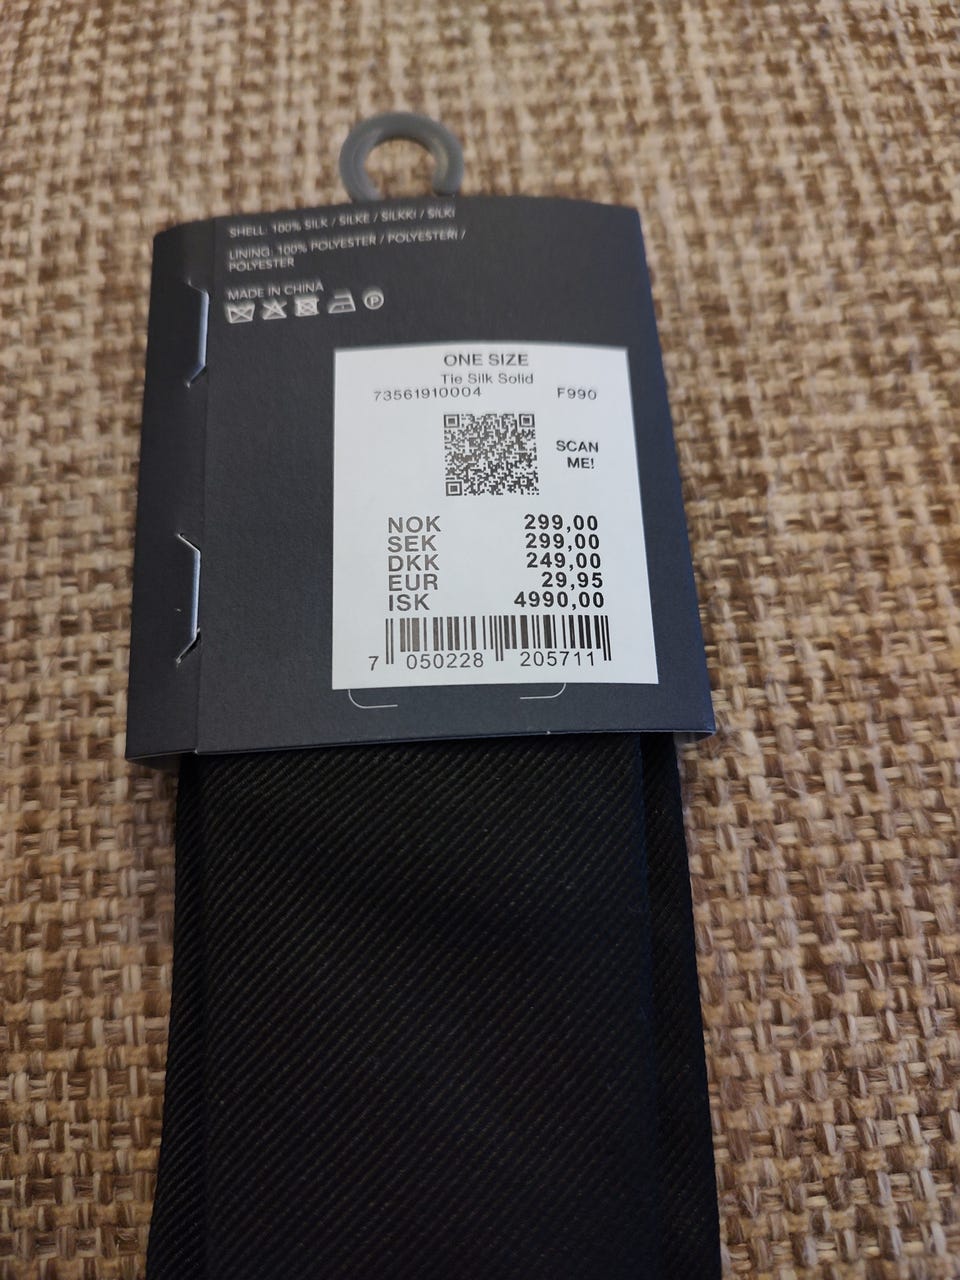 SHELL: 100% SILK / SILKE / SILKKI / SILKI
LINING: 100% POLYESTER / POLYESTERI /
POLYESTER
MADE IN CHINA
P
ONE SIZE
Tie Silk Solid
73561910004 F990
SCAN
ME!
NOK 299,00
SEK 299,00
DKK 249,00
EUR 29,95
ISK 4990,00
7 050228 205711